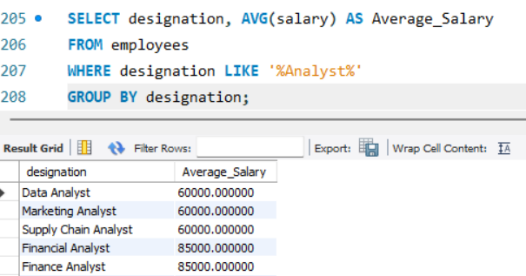 205 SELECT designation, AVG(salary) AS Average_Salary
206 FROM employees
207 WHERE designation LIKE '%Analyst%'
208 GROUP BY designation;
Result Grid Filter Rows: Export: Wrap Cell Content: IA
designation Average_Salary
Data Analyst 60000.000000
Marketing Analyst 60000.000000
Supply Chain Analyst 60000.000000
Financial Analyst 85000.000000
Finance Analyst 85000.000000